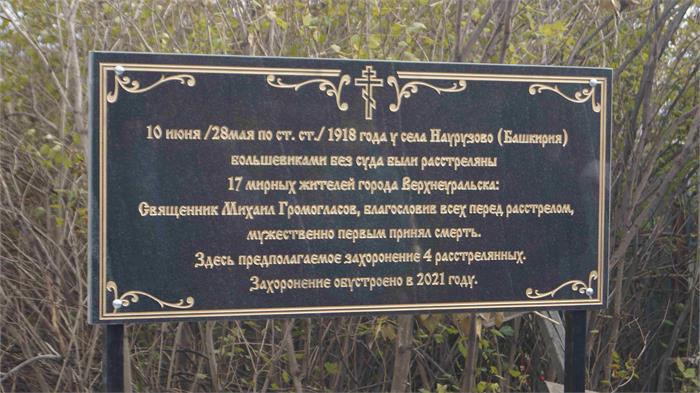 10 июня /28мая по ст. ст./ 1918 года у села Наурузово (Башкирия)
большевиками без суда были расстреляны
17 мирных жителей города Верхнеуральска:
Священник Михаил Громогласов, благословив всех перед расстрелом,
мужественно первым принял смерть.
Здесь предполагаемое захоронение 4 расстрелянных.
Захоронение обустроено в 2021 году.